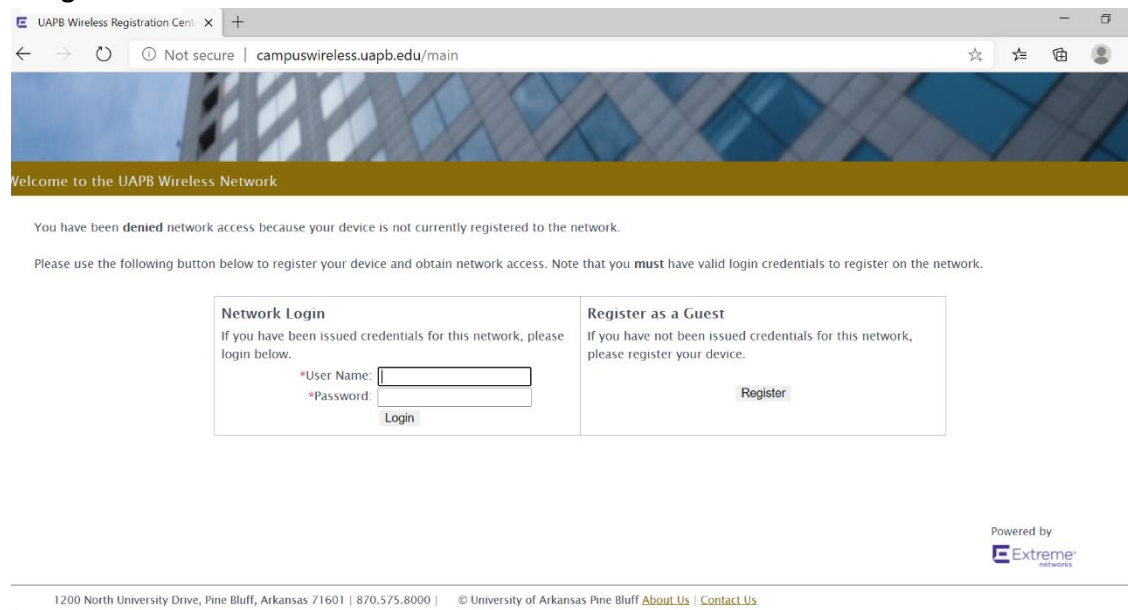 UAPB Wireless Registration Cent
Not secure | campuswireless.uapb.edu/main
Welcome to the UAPB Wireless Network
You have been denied network access because your device is not currently registered to the network.
Please use the following button below to register your device and obtain network access. Note that you must have valid login credentials to register on the network.
Network Login
If you have been issued credentials for this network, please
login below.
*User Name:
*Password:
Login
Register as a Guest
If you have not been issued credentials for this network,
please register your device.
Register
Powered by
Extreme
networks
1200 North University Drive, Pine Bluff, Arkansas 71601 | 870.575.8000 | © University of Arkansas Pine Bluff About Us | Contact Us